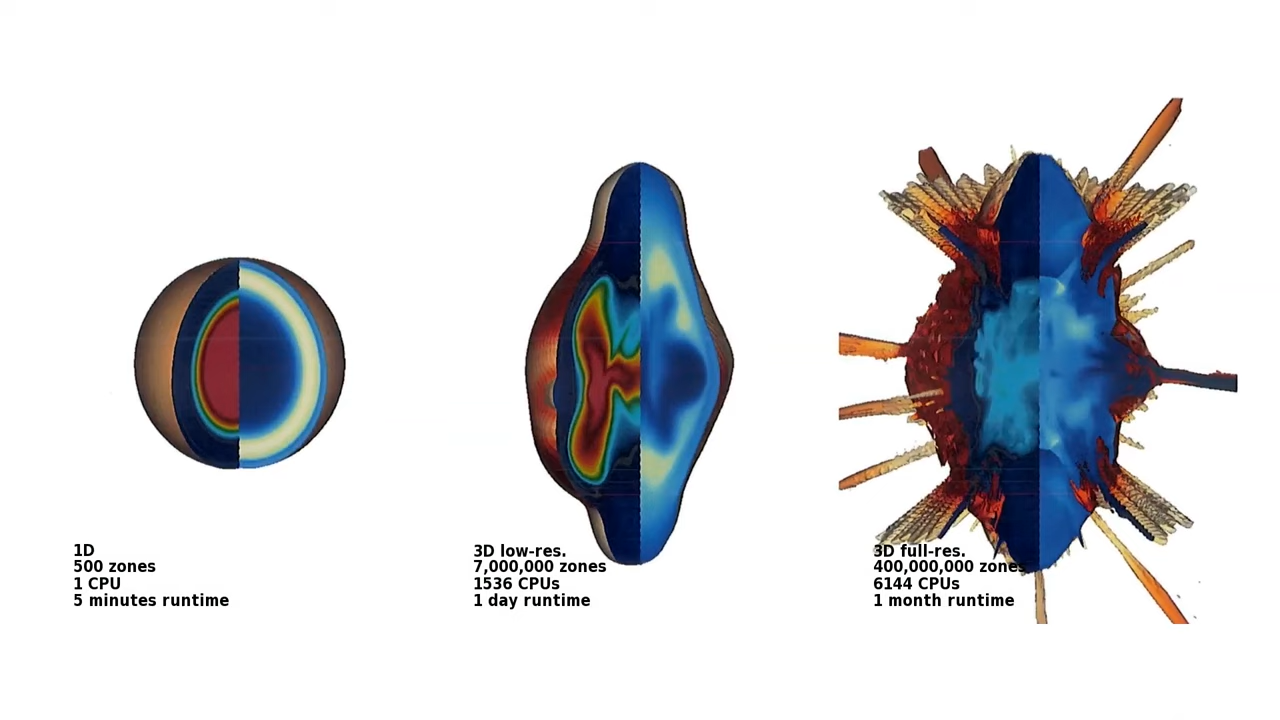 1D
500 zones
1 CPU
5 minutes runtime
3D low-res.
7,000,000 zones
1536 CPUs
1 day runtime
3D full-res.
400,000,000 zones
6144 CPUs
1 month runtime